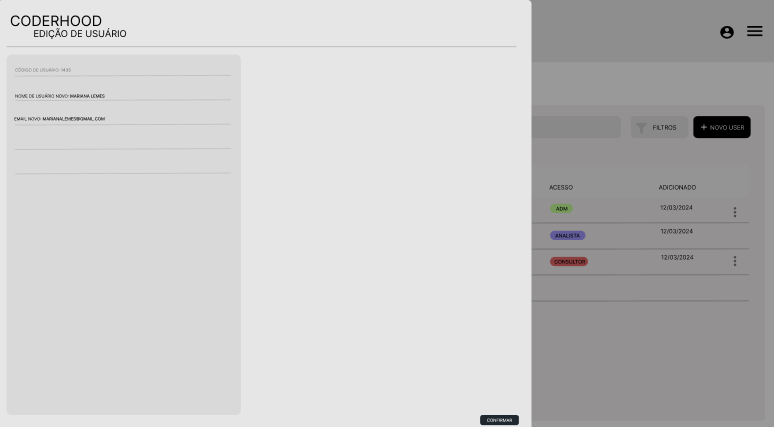 CODERHOOD
EDIÇÃO DE USUÁRIO
CÓDIGO DE USUÁRIO: 1435
NOME DE USUÁRIO NOVO: MARIANA LEMES
EMAIL NOVO: MARIANALEMES@GMAIL.COM
CONFIRMAR
FILTROS
+ NOVO USER
ACESSO ADICIONADO
ADM 12/03/2024
ANALISTA 12/03/2024
CONSULTOR 12/03/2024